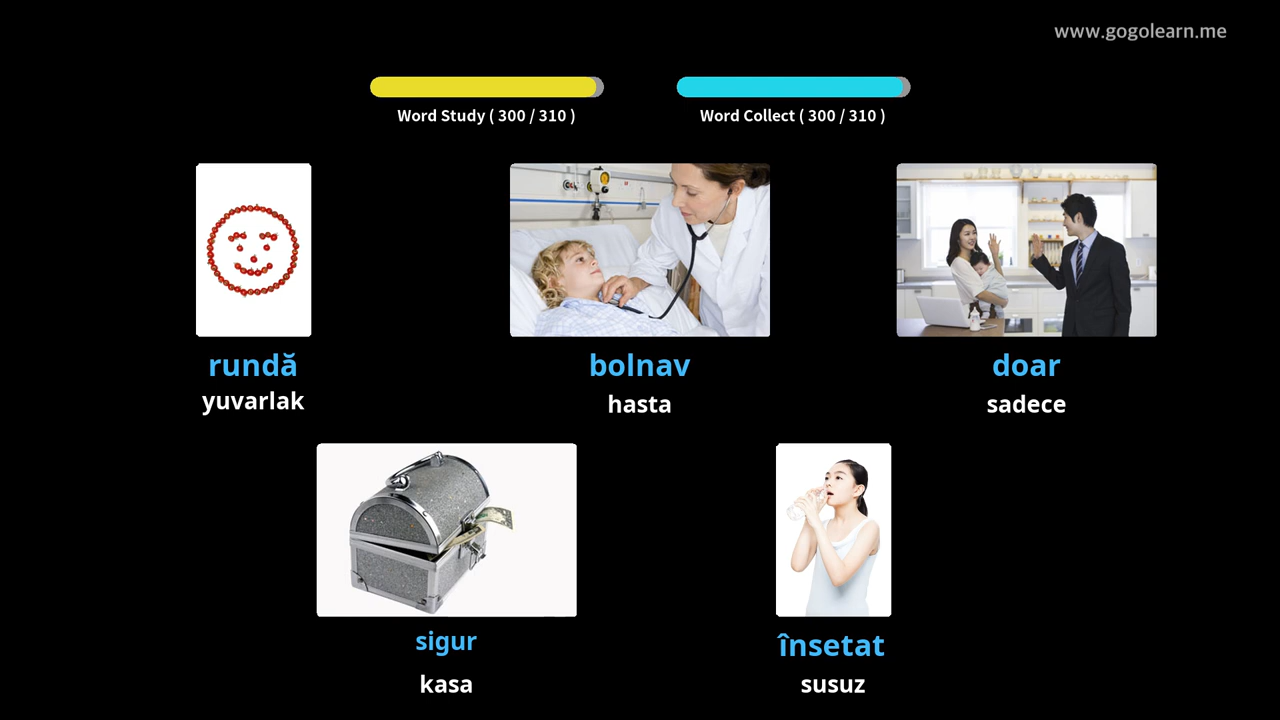 www.gogolearn.me
Word Study ( 300 / 310 )
Word Collect ( 300 / 310 )
rundă
yuvarlak
bolnav
hasta
doar
sadece
sigur
kasa
însetat
susuz